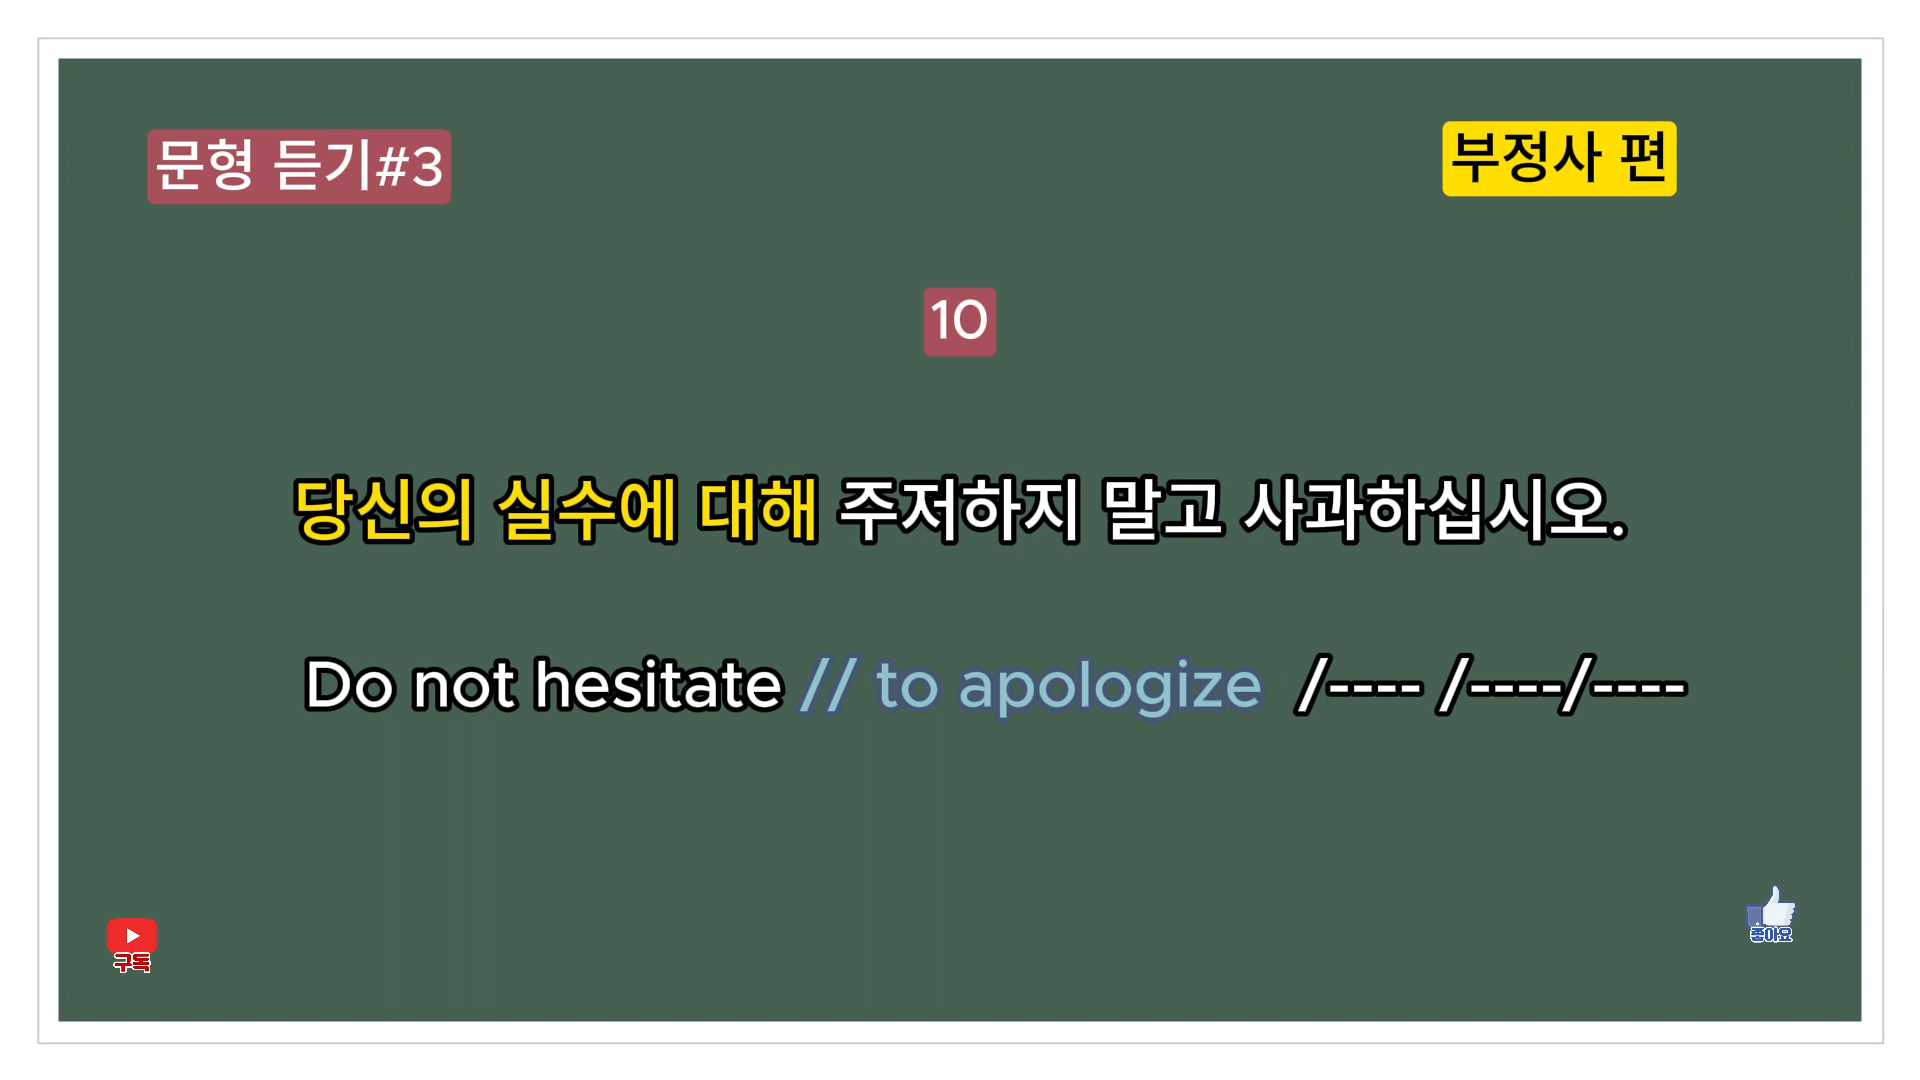 문형 듣기#3
부정사 편
10
당신의 실수에 대해 주저하지 말고 사과하십시오.
Do not hesitate // to apologize /---- /----/----
구독
좋아요